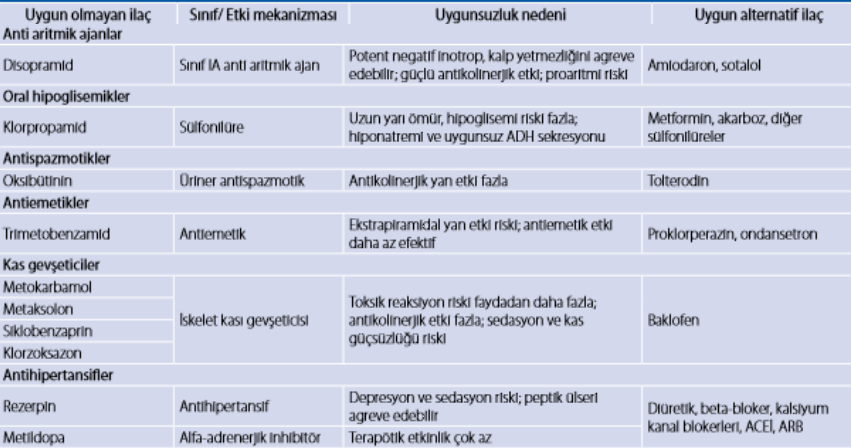 Uygun olmayan ilaç Sınıf/ Etki mekanizması Uygunsuzluk nedeni Uygun alternatif ilaç
Anti aritmik ajanlar
Disopramid Sınıf IA anti aritmik ajan Potent negatif inotrop, kalp yetmezliğini agreve edebilir; güçlü antikolinerjik etki; proaritmi riski Amiodaron, sotalol
Oral hipoglisemikler
Klorpropamid Sülfonilüre Uzun yarı ömür, hipoglisemi riski fazla; hiponatremi ve uygunsuz ADH sekresyonu Metformin, akarboz, diğer sülfonilüreler
Antispazmotikler
Oksibütinin Üriner antispazmotik Antikolinerjik yan etki fazla Tolterodin
Antiemetikler
Trimetobenzamid Antiemetik Ekstrapiramidal yan etki riski; antiemetik etki daha az efektif Proklorperazin, ondansetron
Kas gevşeticiler
Metokarbamol
Metaksolon
Siklobenzaprin
Klorzoksazon
İskelet kası gevşeticisi
Toksik reaksiyon riski faydadan daha fazla;
antikolinerjik etki fazla; sedasyon ve kas
güçsüzlüğü riski
Baklofen
Antihipertansifler
Rezerpin Antihipertansif Depresyon ve sedasyon riski; peptik ülseri agreve edebilir
Metildopa Alfa-adrenerjik inhibitör Terapötik etkinlik çok az
Diüretik, beta-bloker, kalsiyum
kanal blokerleri, ACEİ, ARB